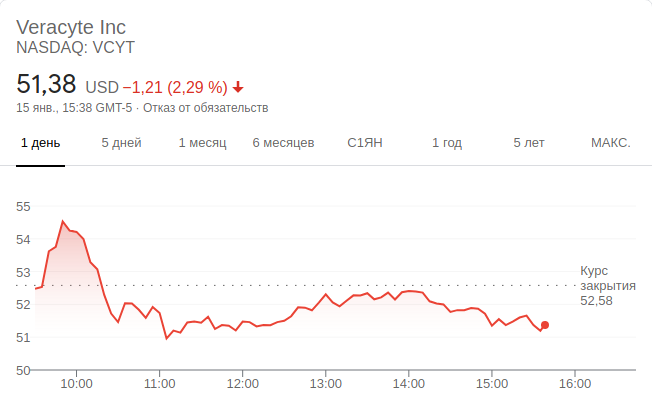 Veracyte Inc
NASDAQ: VCYT
51,38 USD −1,21 (2,29 %)
15 янв., 15:38 GMT-5 · Отказ от обязательств
1 день 5 дней 1 месяц 6 месяцев С1ЯН 1 год 5 лет МАКС.
55
54
53
52
51
50
Курс
закрытия
52,58
10:00 11:00 12:00 13:00 14:00 15:00 16:00